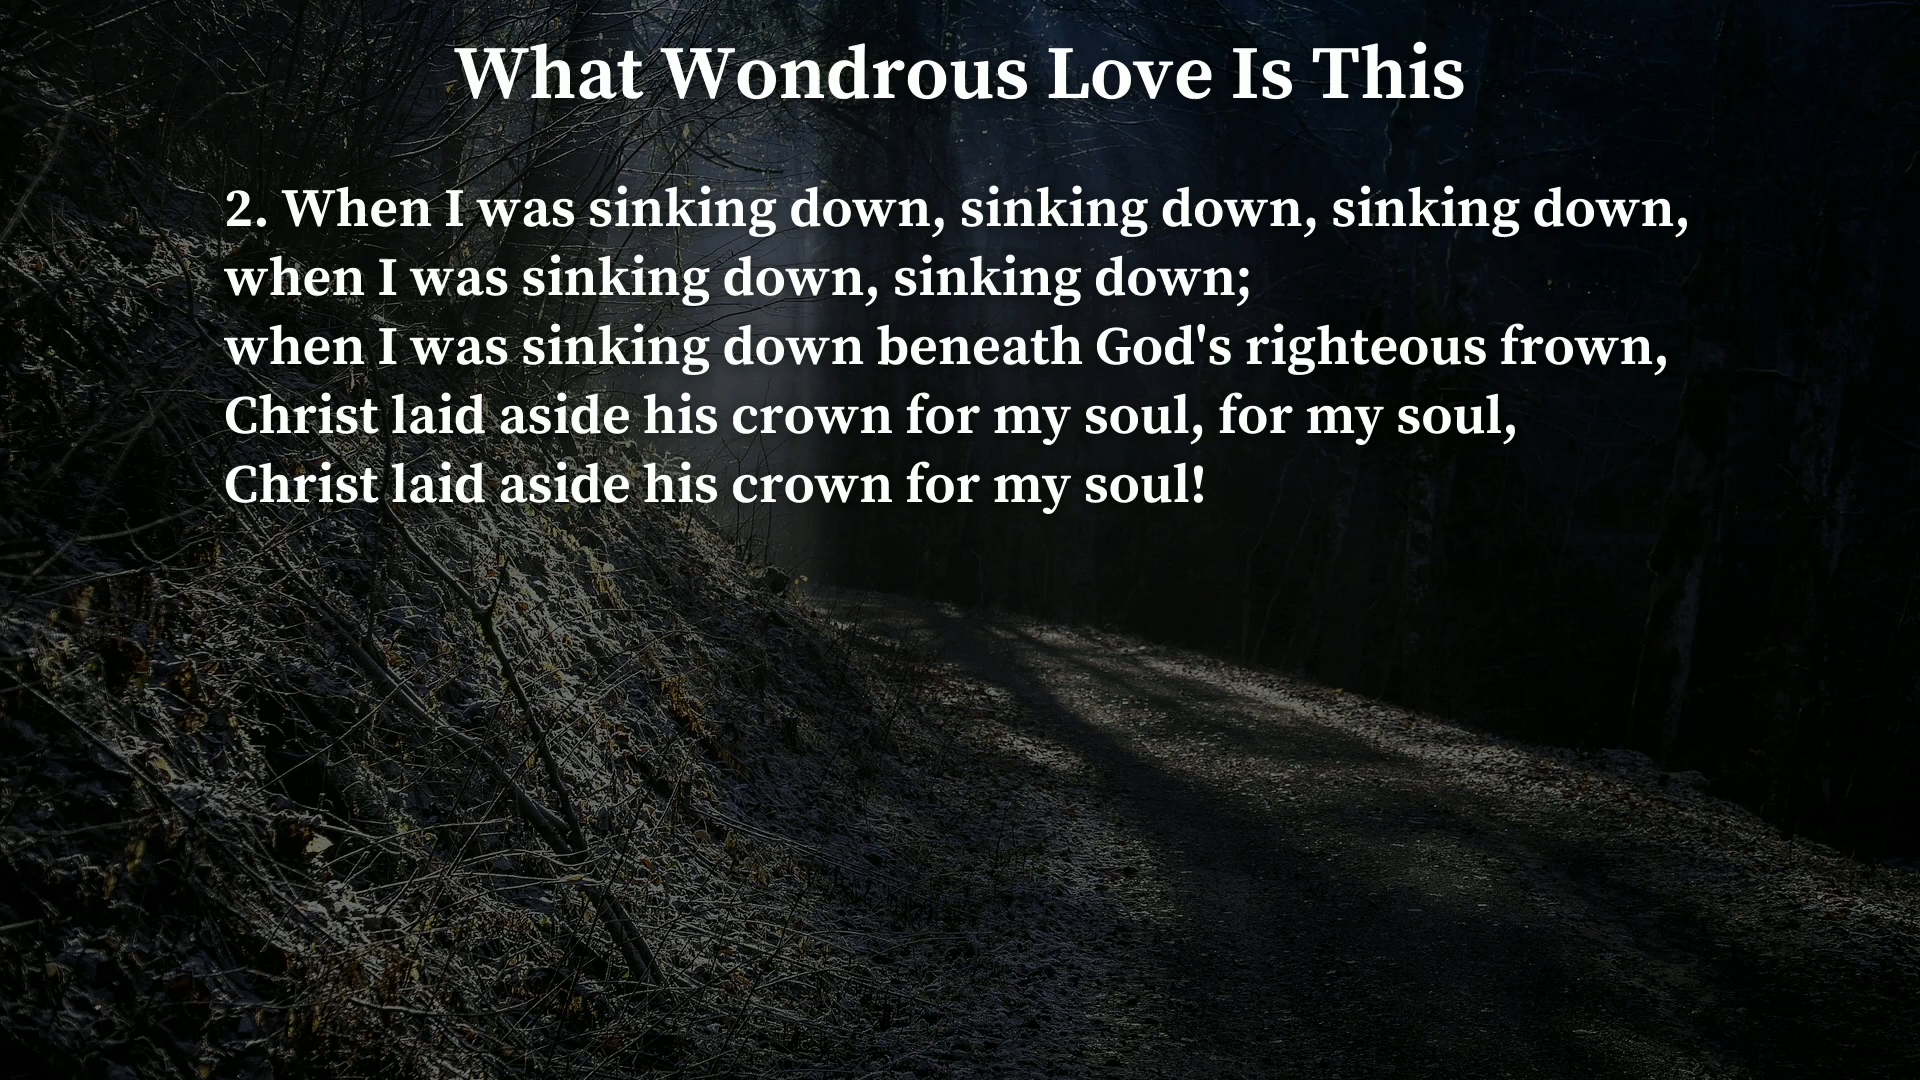 What Wondrous Love Is This
2. When I was sinking down, sinking down, sinking down,
when I was sinking down, sinking down;
when I was sinking down beneath God's righteous frown,
Christ laid aside his crown for my soul, for my soul,
Christ laid aside his crown for my soul!